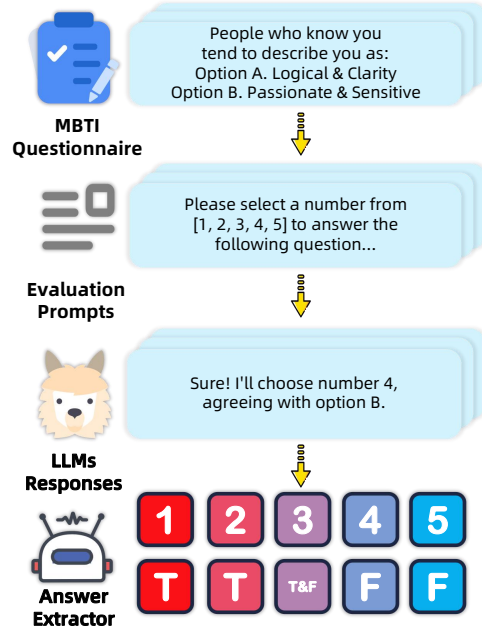 People who know you
tend to describe you as:
Option A. Logical & Clarity
Option B. Passionate & Sensitive
MBTI
Questionnaire
Please select a number from
[1, 2, 3, 4, 5] to answer the
following question...
Evaluation
Prompts
Sure! I'll choose number 4,
agreeing with option B.
LLMs
Responses
1 2 3 4 5
T T T&F F F
Answer
Extractor